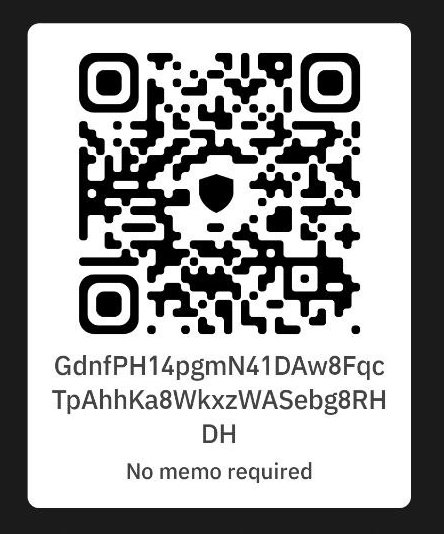 GdnfPH14pgmN41DAw8Fqc
TpAhhKa8WkxzWASebg8RH
DH
No memo required